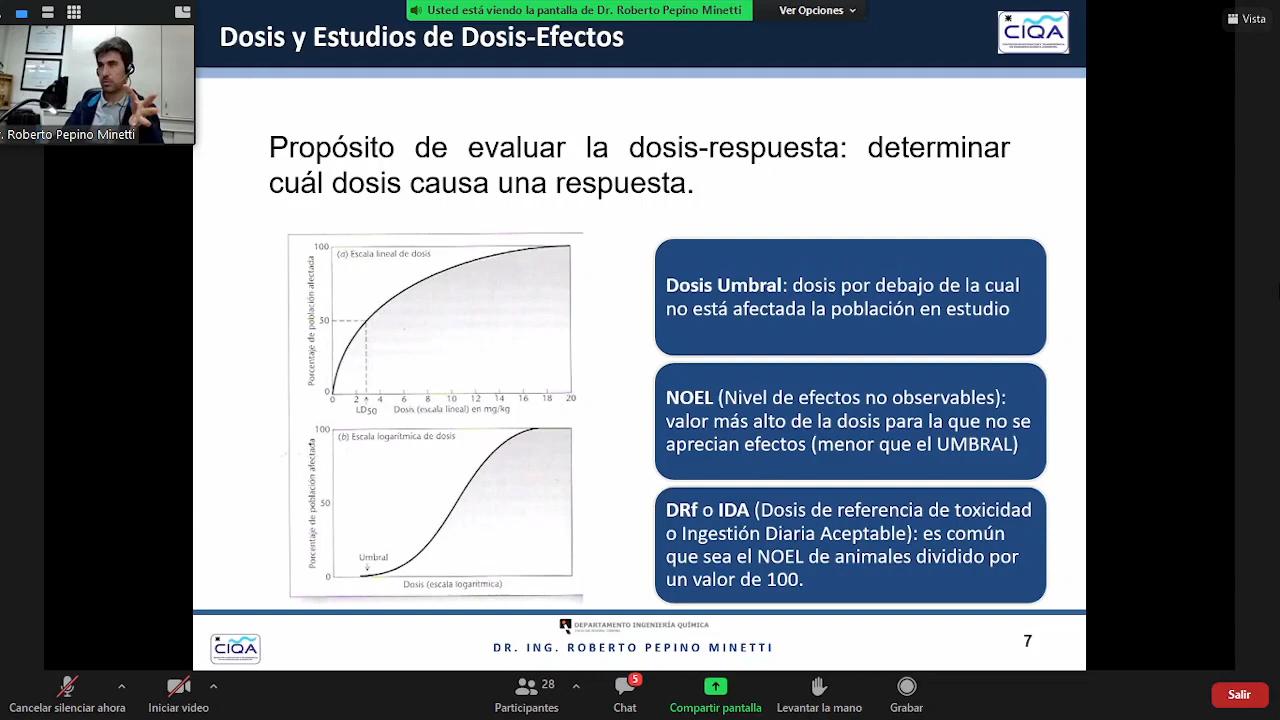 Usted está viendo la pantalla de Dr. Roberto Pepino Minetti
Ver Opciones
Vista
Dosis y Estudios de Dosis-Efectos
CIQA
r. Roberto Pepino Minetti
Propósito de evaluar la dosis-respuesta: determinar
cuál dosis causa una respuesta.
(a) Escala lineal de dosis
Porcentaje de población afectada
100
50
0
0 2 4 6 8 10 12 14 16 18 20
LD50 Dosis (escala lineal) en mg/kg
(b) Escala logarítmica de dosis
Porcentaje de población afectada
100
50
0
Umbral
Dosis (escala logarítmica)
Dosis Umbral: dosis por debajo de la cual
no está afectada la población en estudio
NOEL (Nivel de efectos no observables):
valor más alto de la dosis para la que no se
aprecian efectos (menor que el UMBRAL)
DRf o IDA (Dosis de referencia de toxicidad
o Ingestión Diaria Aceptable): es común
que sea el NOEL de animales dividido por
un valor de 100.
CIQA
DEPARTAMENTO INGENIERÍA QUÍMICA
DR. ING. ROBERTO PEPINO MINETTI
7
Cancelar silenciar ahora
Iniciar video
28
Participantes
5
Chat
Compartir pantalla
Levantar la mano
Grabar
Salir